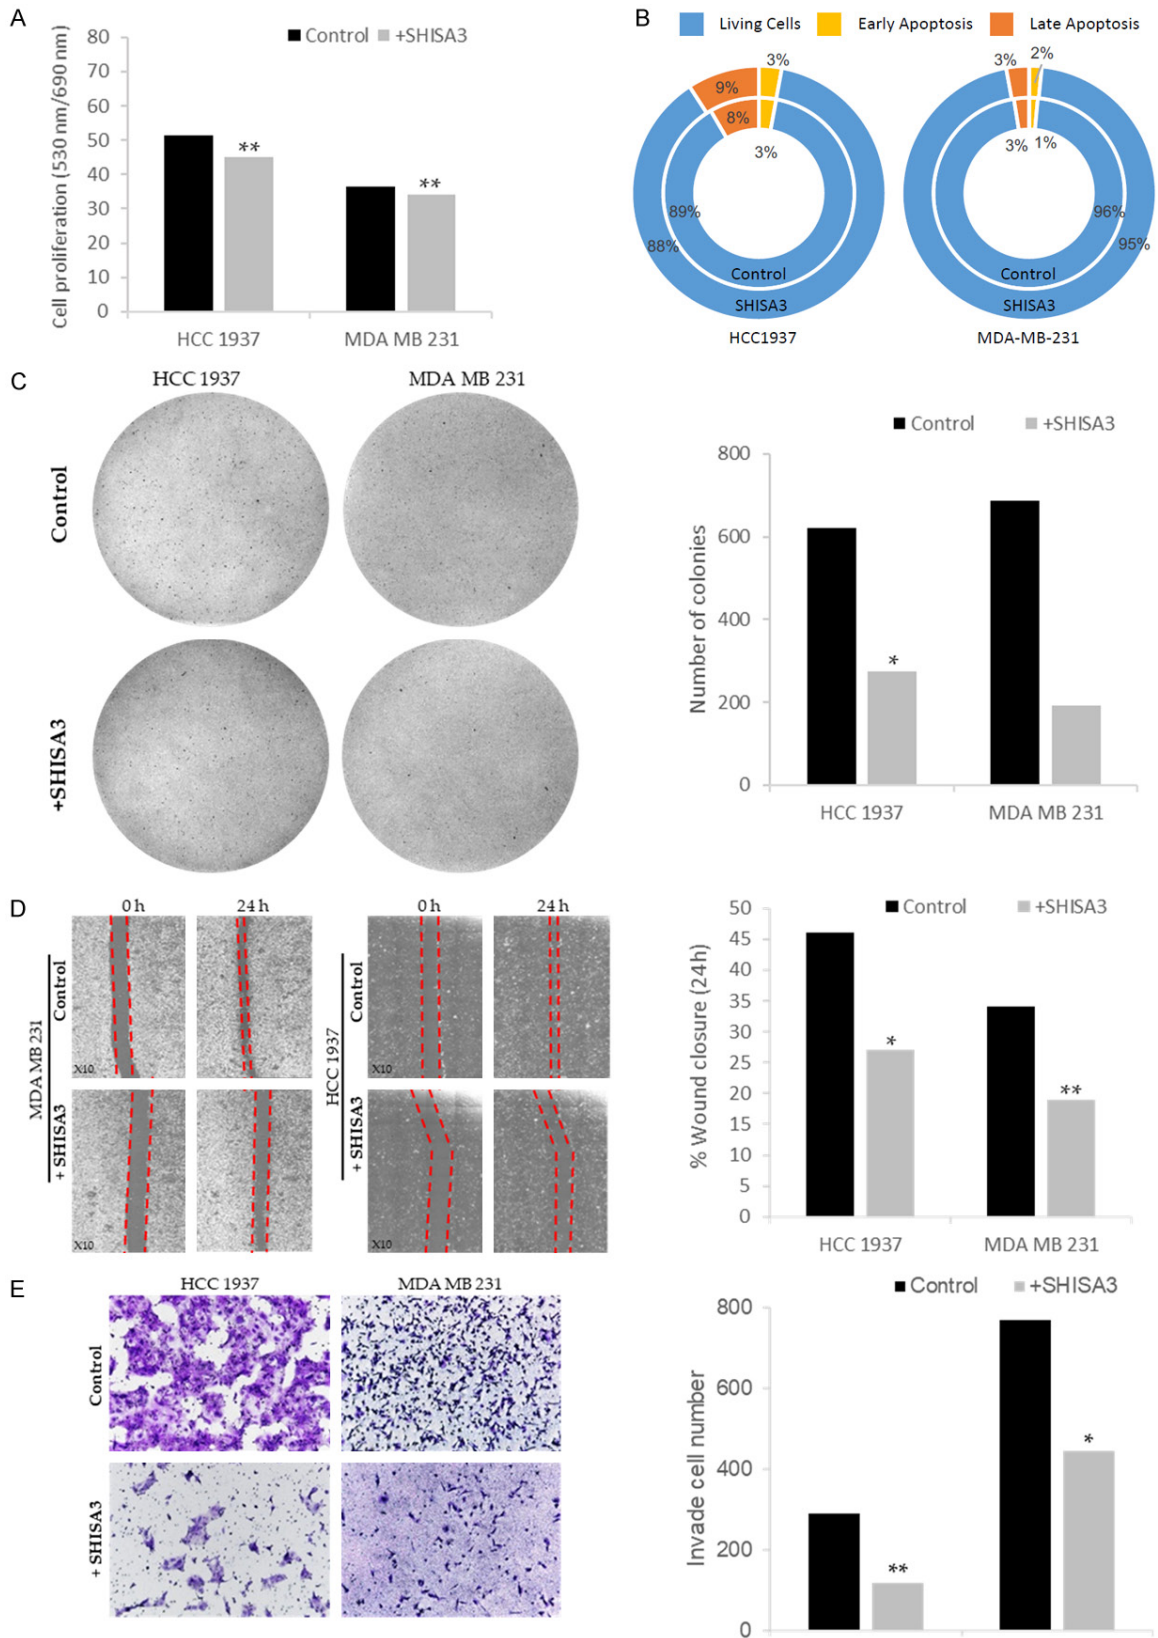 A
80
70
60
50
40
30
20
10
0
Cell proliferation (530 nm/690 nm)
Control
+SHISA3
**
**
HCC 1937
MDA MB 231
B
Living Cells
Early Apoptosis
Late Apoptosis
3%
9%
8%
3%
89%
88%
Control
SHISA3
HCC1937
3%
2%
3%
1%
96%
95%
Control
SHISA3
MDA-MB-231
C
HCC 1937
MDA MB 231
Control
+SHISA3
Control
+SHISA3
800
600
400
200
0
Number of colonies
*
HCC 1937
MDA MB 231
D
0 h
24 h
0 h
24 h
MDA MB 231
Control
+ SHISA3
HCC 1937
Control
+ SHISA3
X10
X10
X10
X10
Control
+SHISA3
50
45
40
35
30
25
20
15
10
5
0
% Wound closure (24h)
*
**
HCC 1937
MDA MB 231
E
HCC 1937
MDA MB 231
Control
+ SHISA3
Control
+SHISA3
800
600
400
200
0
Invade cell number
**
*